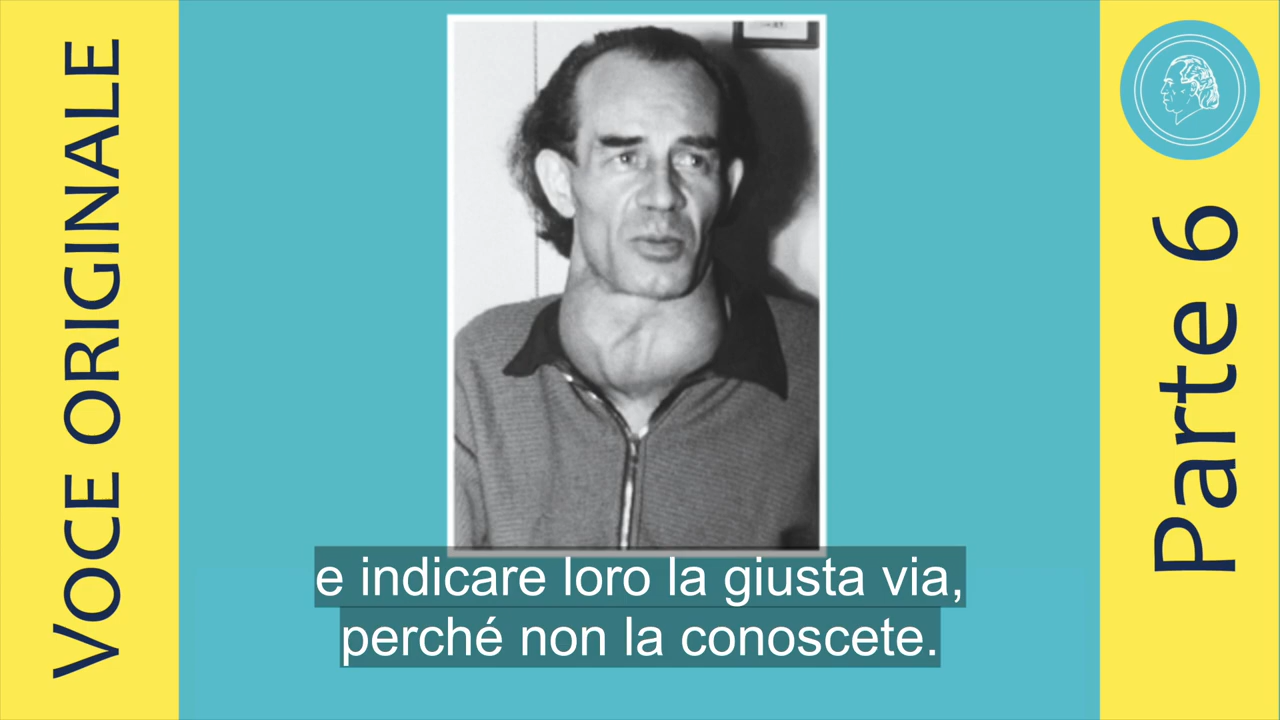 VOCE ORIGINALE
e indicare loro la giusta via,
perché non la conoscete.
Parte 6